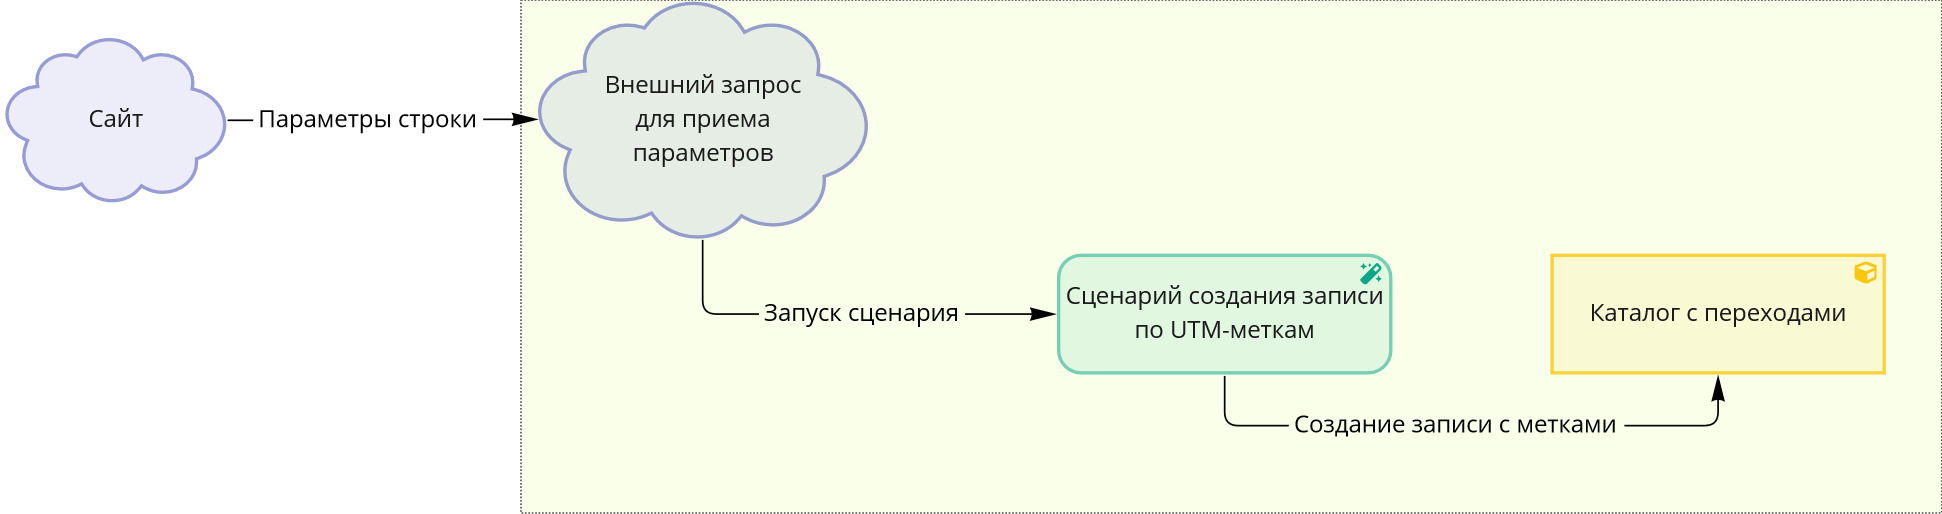 Сайт
Параметры строки
Внешний запрос
для приема
параметров
Запуск сценария
Сценарий создания записи
по UTM-меткам
Каталог с переходами
Создание записи с метками